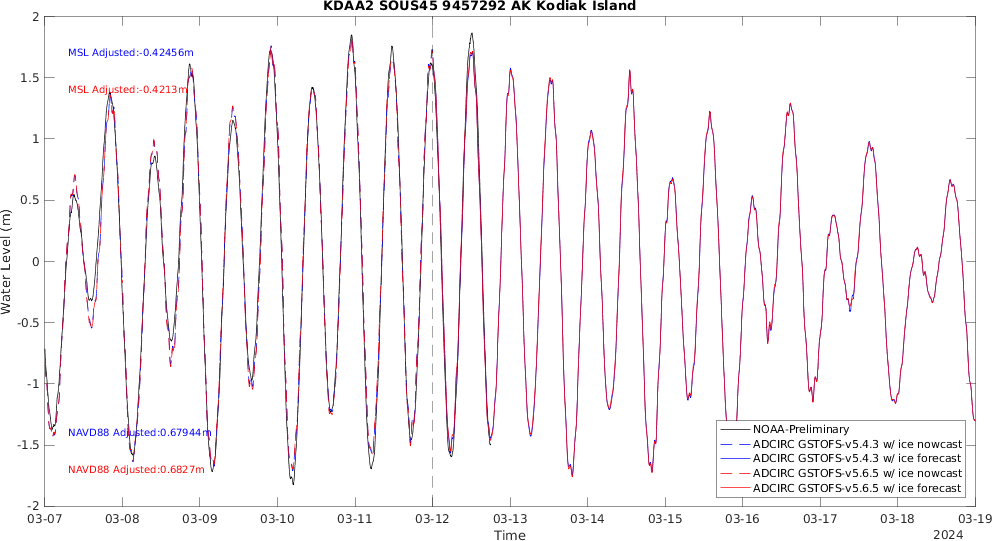 KDAA2 SOUS45 9457292 AK Kodiak Island
MSL Adjusted:-0.42456m
MSL Adjusted:-0.4213m
NAVD88 Adjusted:0.67944m
NAVD88 Adjusted:0.6827m
Water Level (m)
2
1.5
1
0.5
0
-0.5
-1
-1.5
-2
NOAA-Preliminary
ADCIRC GSTOFS-v5.4.3 w/ ice nowcast
ADCIRC GSTOFS-v5.4.3 w/ ice forecast
ADCIRC GSTOFS-v5.6.5 w/ ice nowcast
ADCIRC GSTOFS-v5.6.5 w/ ice forecast
03-07 03-08 03-09 03-10 03-11 03-12 03-13 03-14 03-15 03-16 03-17 03-18 03-19
Time
2024